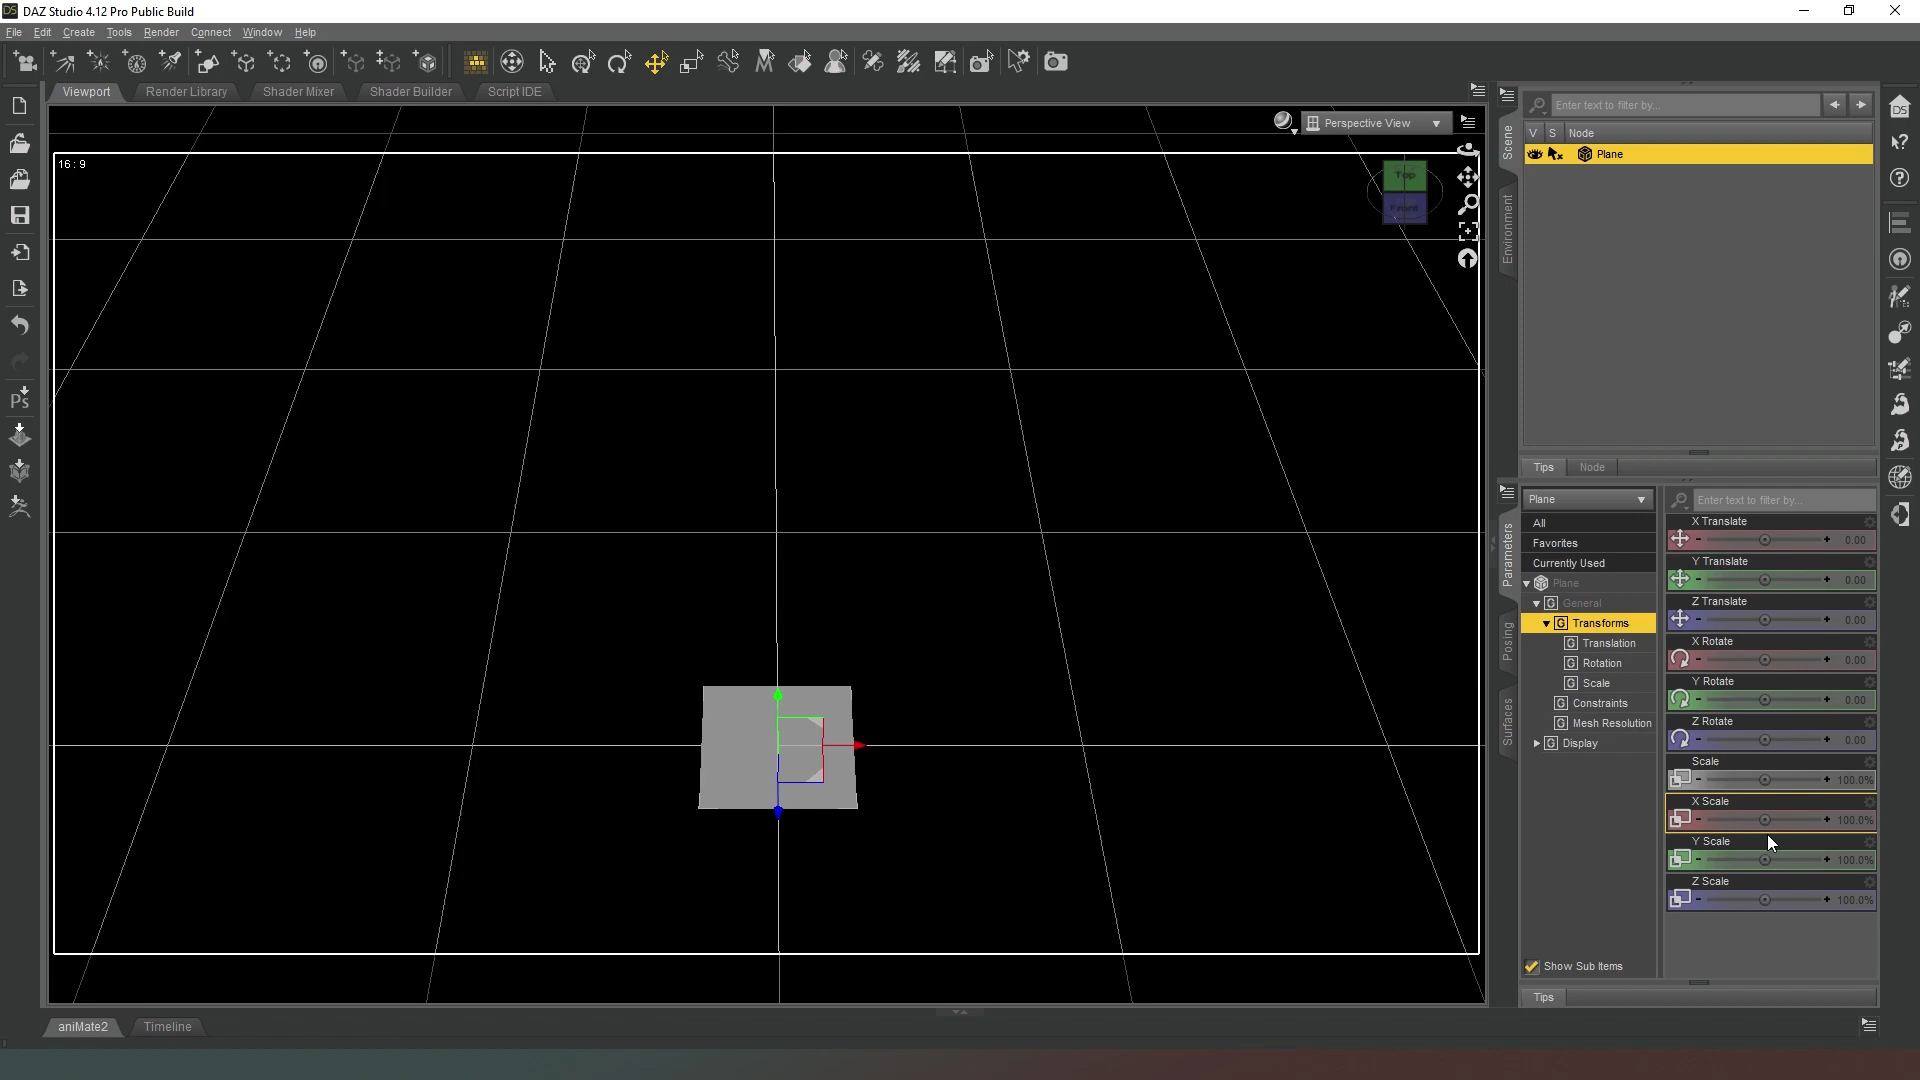 DAZ Studio 4.12 Pro Public Build
File Edit Create Tools Render Connect Window Help
Viewport Render Library Shader Mixer Shader Builder Script IDE
16 : 9
Perspective View
Top
Front
Scene
Environment
Enter text to filter by...
V S Node
Plane
Tips Node
Parameters
Posing
Surfaces
Plane
All
Favorites
Currently Used
Plane
General
Transforms
Translation
Rotation
Scale
Constraints
Mesh Resolution
Display
Show Sub Items
Enter text to filter by...
X Translate
0.00
Y Translate
0.00
Z Translate
0.00
X Rotate
0.00
Y Rotate
0.00
Z Rotate
0.00
Scale
100.0%
X Scale
100.0%
Y Scale
100.0%
Z Scale
100.0%
Tips
aniMate2 Timeline
Ps
DS
DS